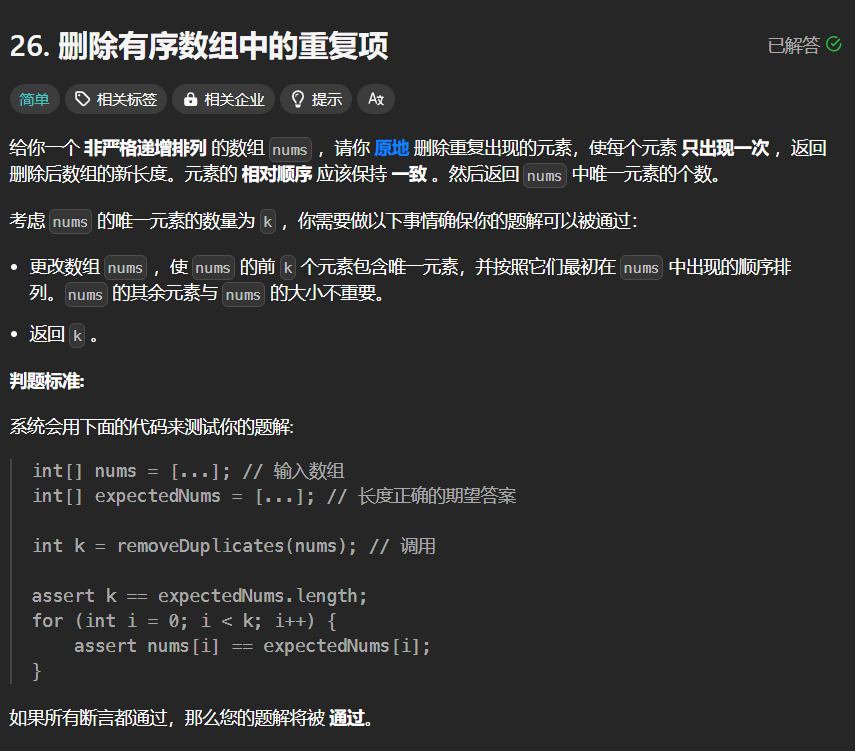 26. 删除有序数组中的重复项
已解答
简单 相关标签 相关企业 提示 Az
给你一个 非严格递增排列 的数组 nums ，请你 原地 删除重复出现的元素，使每个元素 只出现一次 ，返回
删除后数组的新长度。元素的 相对顺序 应该保持 一致 。然后返回 nums 中唯一元素的个数。
考虑 nums 的唯一元素的数量为 k ，你需要做以下事情确保你的题解可以被通过：
• 更改数组 nums ，使 nums 的前 k 个元素包含唯一元素，并按照它们最初在 nums 中出现的顺序排
列。nums 的其余元素与 nums 的大小不重要。
• 返回 k 。
判题标准:
系统会用下面的代码来测试你的题解:
int[] nums = [...]; // 输入数组
int[] expectedNums = [...]; // 长度正确的期望答案
int k = removeDuplicates(nums); // 调用
assert k == expectedNums.length;
for (int i = 0; i < k; i++) {
    assert nums[i] == expectedNums[i];
}
如果所有断言都通过，那么您的题解将被 通过。